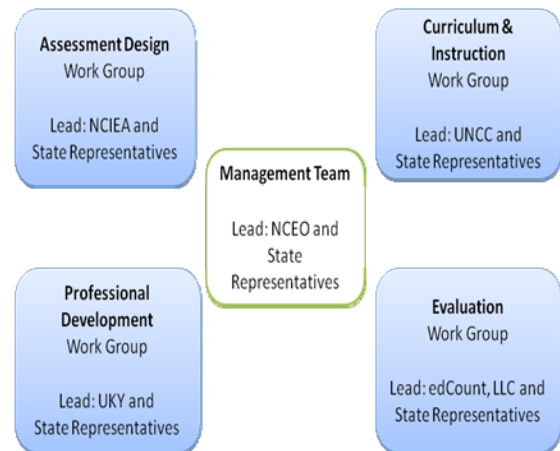 Assessment Design
Work Group
Lead: NCIEA and
State Representatives
Curriculum &
Instruction
Work Group
Lead: UNCC and
State Representatives
Management Team
Lead: NCEO and
State
Representatives
Professional
Development
Work Group
Lead: UKY and
State Representatives
Evaluation
Work Group
Lead: edCount, LLC and
State Representatives